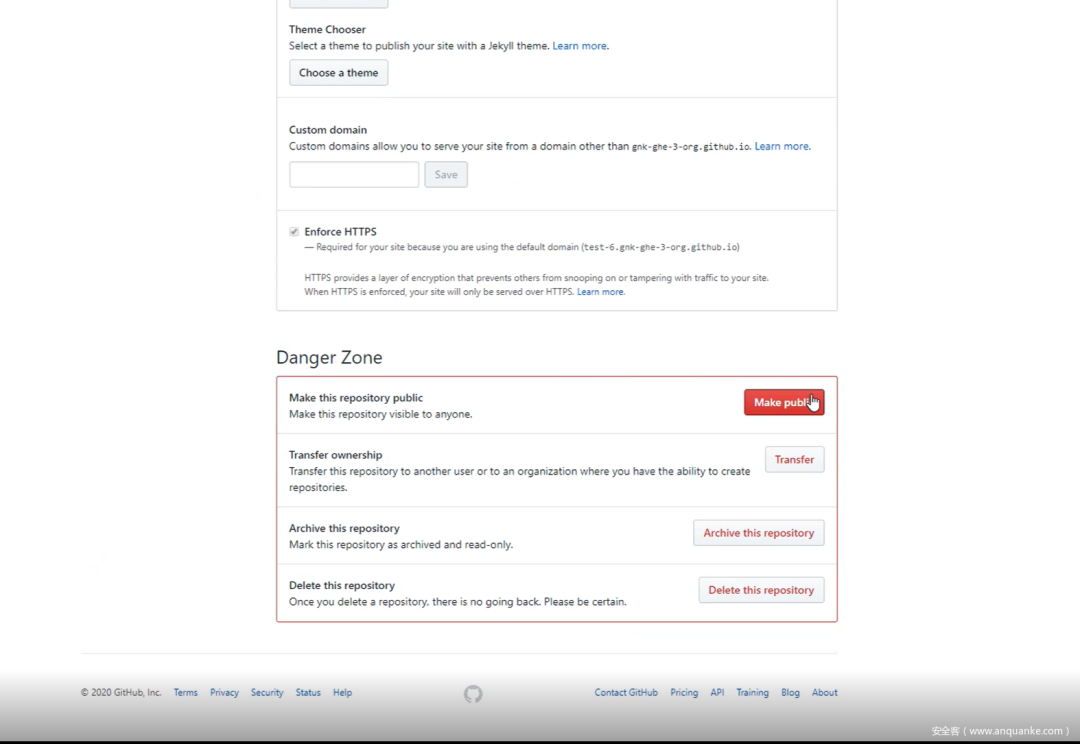 Theme Chooser
Select a theme to publish your site with a Jekyll theme. Learn more.
Choose a theme
Custom domain
Custom domains allow you to serve your site from a domain other than gnk-ghe-3-org.github.io. Learn more.
Save
Enforce HTTPS
— Required for your site because you are using the default domain (test-6.gnk-ghe-3-org.github.io)
HTTPS provides a layer of encryption that prevents others from snooping on or tampering with traffic to your site.
When HTTPS is enforced, your site will only be served over HTTPS. Learn more.
Danger Zone
Make this repository public
Make this repository visible to anyone.
Make public
Transfer ownership
Transfer this repository to another user or to an organization where you have the ability to create
repositories.
Transfer
Archive this repository
Mark this repository as archived and read-only.
Archive this repository
Delete this repository
Once you delete a repository. there is no going back. Please be certain.
Delete this repository
© 2020 GitHub, Inc. Terms Privacy Security Status Help Contact GitHub Pricing API Training Blog About
安全客（www.anquanke.com）